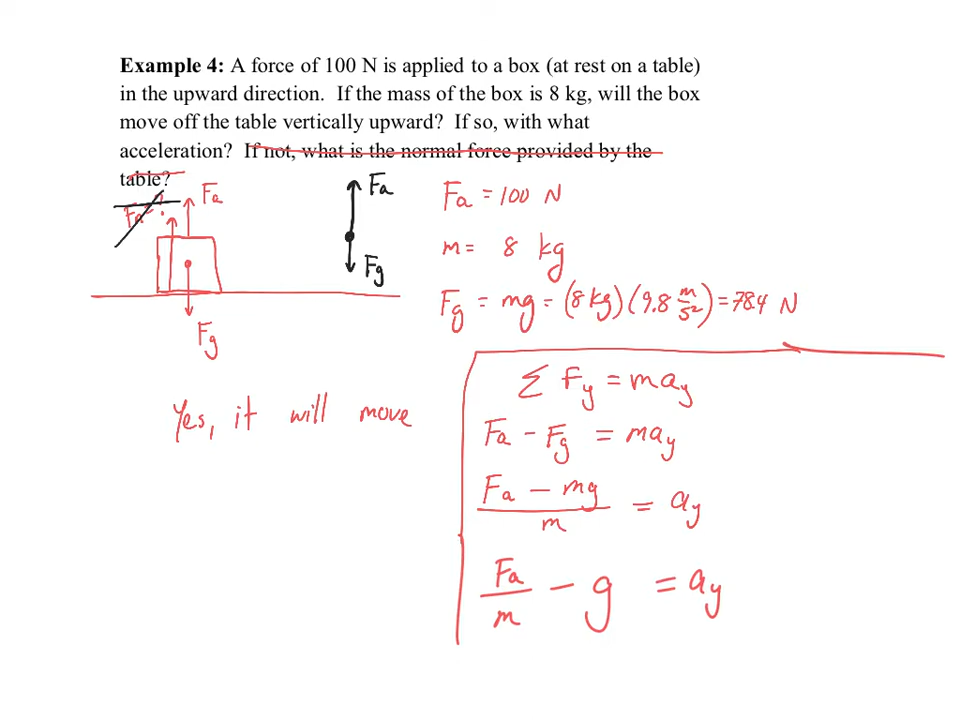 Example 4: A force of 100 N is applied to a box (at rest on a table)
in the upward direction. If the mass of the box is 8 kg, will the box
move off the table vertically upward? If so, with what
acceleration? If not, what is the normal force provided by the
table?
Fa
Fa
Fa = 100 N
m = 8 kg
Fg
Fg = mg = (8 kg)(9.8 m/s²) = 78.4 N
Fg
Yes, it will move
Σ Fy = may
Fa - Fg = may
Fa - mg / m = ay
Fa / m - g = ay